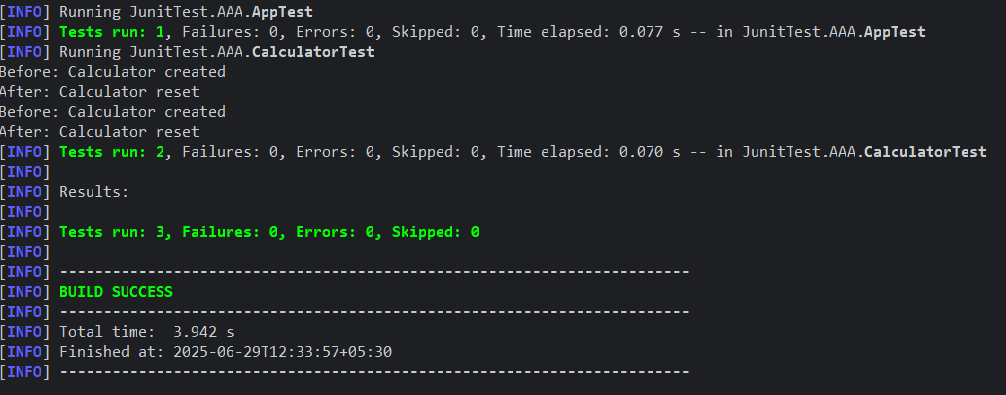 [INFO] Running JunitTest.AAA.AppTest
[INFO] Tests run: 1, Failures: 0, Errors: 0, Skipped: 0, Time elapsed: 0.077 s -- in JunitTest.AAA.AppTest
[INFO] Running JunitTest.AAA.CalculatorTest
Before: Calculator created
After: Calculator reset
Before: Calculator created
After: Calculator reset
[INFO] Tests run: 2, Failures: 0, Errors: 0, Skipped: 0, Time elapsed: 0.070 s -- in JunitTest.AAA.CalculatorTest
[INFO]
[INFO] Results:
[INFO]
[INFO] Tests run: 3, Failures: 0, Errors: 0, Skipped: 0
[INFO]
[INFO] ------------------------------------------------------------------------
[INFO] BUILD SUCCESS
[INFO] ------------------------------------------------------------------------
[INFO] Total time:  3.942 s
[INFO] Finished at: 2025-06-29T12:33:57+05:30
[INFO] ------------------------------------------------------------------------